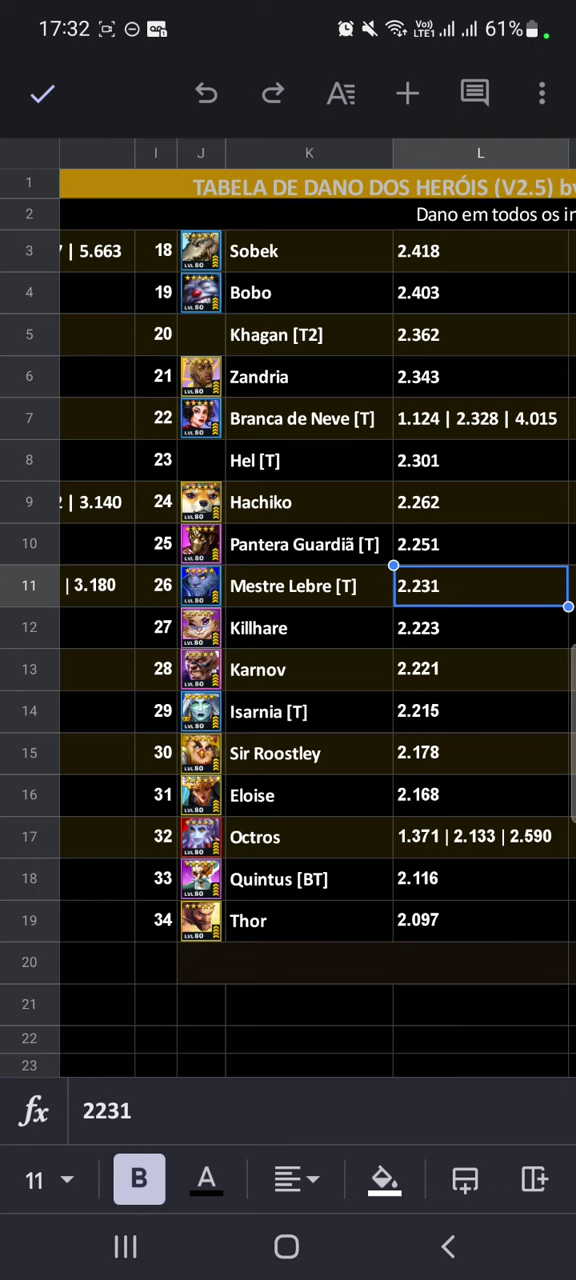 17:32 61%
I J K L
1 TABELA DE DANO DOS HERÓIS (V2.5) b
2 Dano em todos os i
3 | 5.663 18 Sobek 2.418
4 19 Bobo 2.403
5 20 Khagan [T2] 2.362
6 21 Zandria 2.343
7 22 Branca de Neve [T] 1.124 | 2.328 | 4.015
8 23 Hel [T] 2.301
9 | 3.140 24 Hachiko 2.262
10 25 Pantera Guardiã [T] 2.251
11 | 3.180 26 Mestre Lebre [T] 2.231
12 27 Killhare 2.223
13 28 Karnov 2.221
14 29 Isarnia [T] 2.215
15 30 Sir Roostley 2.178
16 31 Eloise 2.168
17 32 Octros 1.371 | 2.133 | 2.590
18 33 Quintus [BT] 2.116
19 34 Thor 2.097
20
21
22
23
fx 2231
11 B A